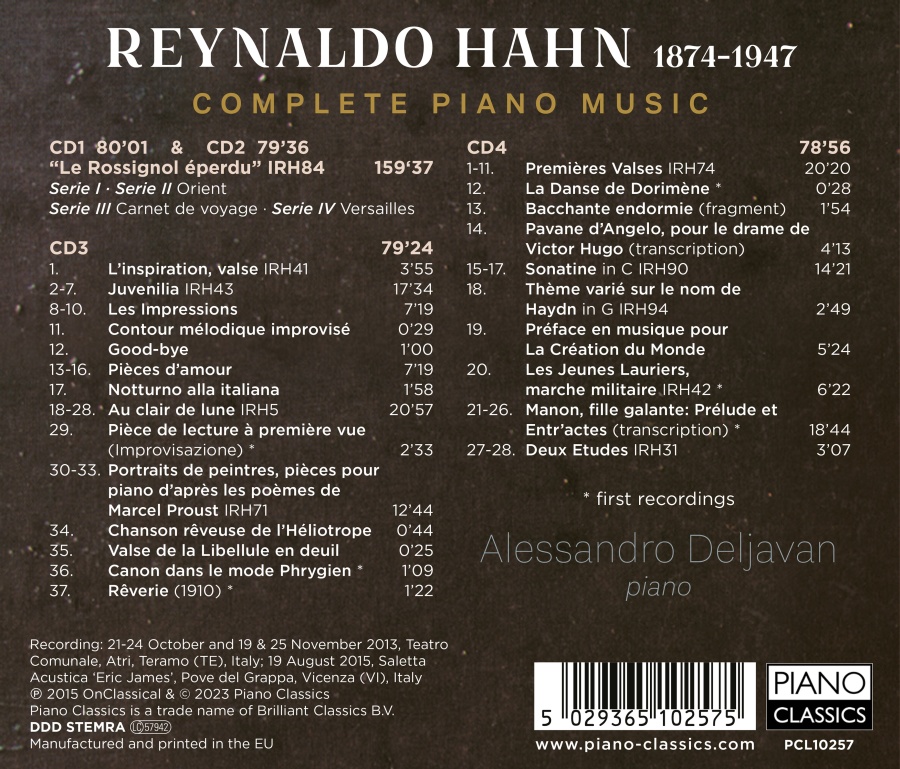 REYNALDO HAHN 1874-1947
COMPLETE PIANO MUSIC
CD1 80’01 & CD2 79’36
“Le Rossignol éperdu” IRH84 159‘37
Serie I · Serie II Orient
Serie III Carnet de voyage · Serie IV Versailles
CD3 79’24
1. L’inspiration, valse IRH41 3’55
2-7. Juvenilia IRH43 17’34
8-10. Les Impressions 7’19
11. Contour mélodique improvisé 0’29
12. Good-bye 1’00
13-16. Pièces d’amour 7’19
17. Notturno alla italiana 1’58
18-28. Au clair de lune IRH5 20’57
29. Pièce de lecture à première vue
(Improvisazione) * 2’33
30-33. Portraits de peintres, pièces pour
piano d’après les poèmes de
Marcel Proust IRH71 12’44
34. Chanson rêveuse de l’Héliotrope 0’44
35. Valse de la Libellule en deuil 0’25
36. Canon dans le mode Phrygien * 1’09
37. Rêverie (1910) * 1’22
CD4 78’56
1-11. Premières Valses IRH74 20’20
12. La Danse de Dorimène * 0’28
13. Bacchante endormie (fragment) 1’54
14. Pavane d’Angelo, pour le drame de
Victor Hugo (transcription) 4’13
15-17. Sonatine in C IRH90 14’21
18. Thème varié sur le nom de
Haydn in G IRH94 2’49
19. Préface en musique pour
La Création du Monde 5’24
20. Les Jeunes Lauriers,
marche militaire IRH42 * 6’22
21-26. Manon, fille galante: Prélude et
Entr’actes (transcription) * 18’44
27-28. Deux Etudes IRH31 3’07
* first recordings
Alessandro Deljavan
piano
Recording: 21-24 October and 19 & 25 November 2013, Teatro
Comunale, Atri, Teramo (TE), Italy; 19 August 2015, Saletta
Acustica ‘Eric James’, Pove del Grappa, Vicenza (VI), Italy
℗ 2015 OnClassical & © 2023 Piano Classics
Piano Classics is a trade name of Brilliant Classics B.V.
DDD STEMRA LC 57942
Manufactured and printed in the EU
5 029365 102575
www.piano-classics.com
PIANO
CLASSICS
PCL10257